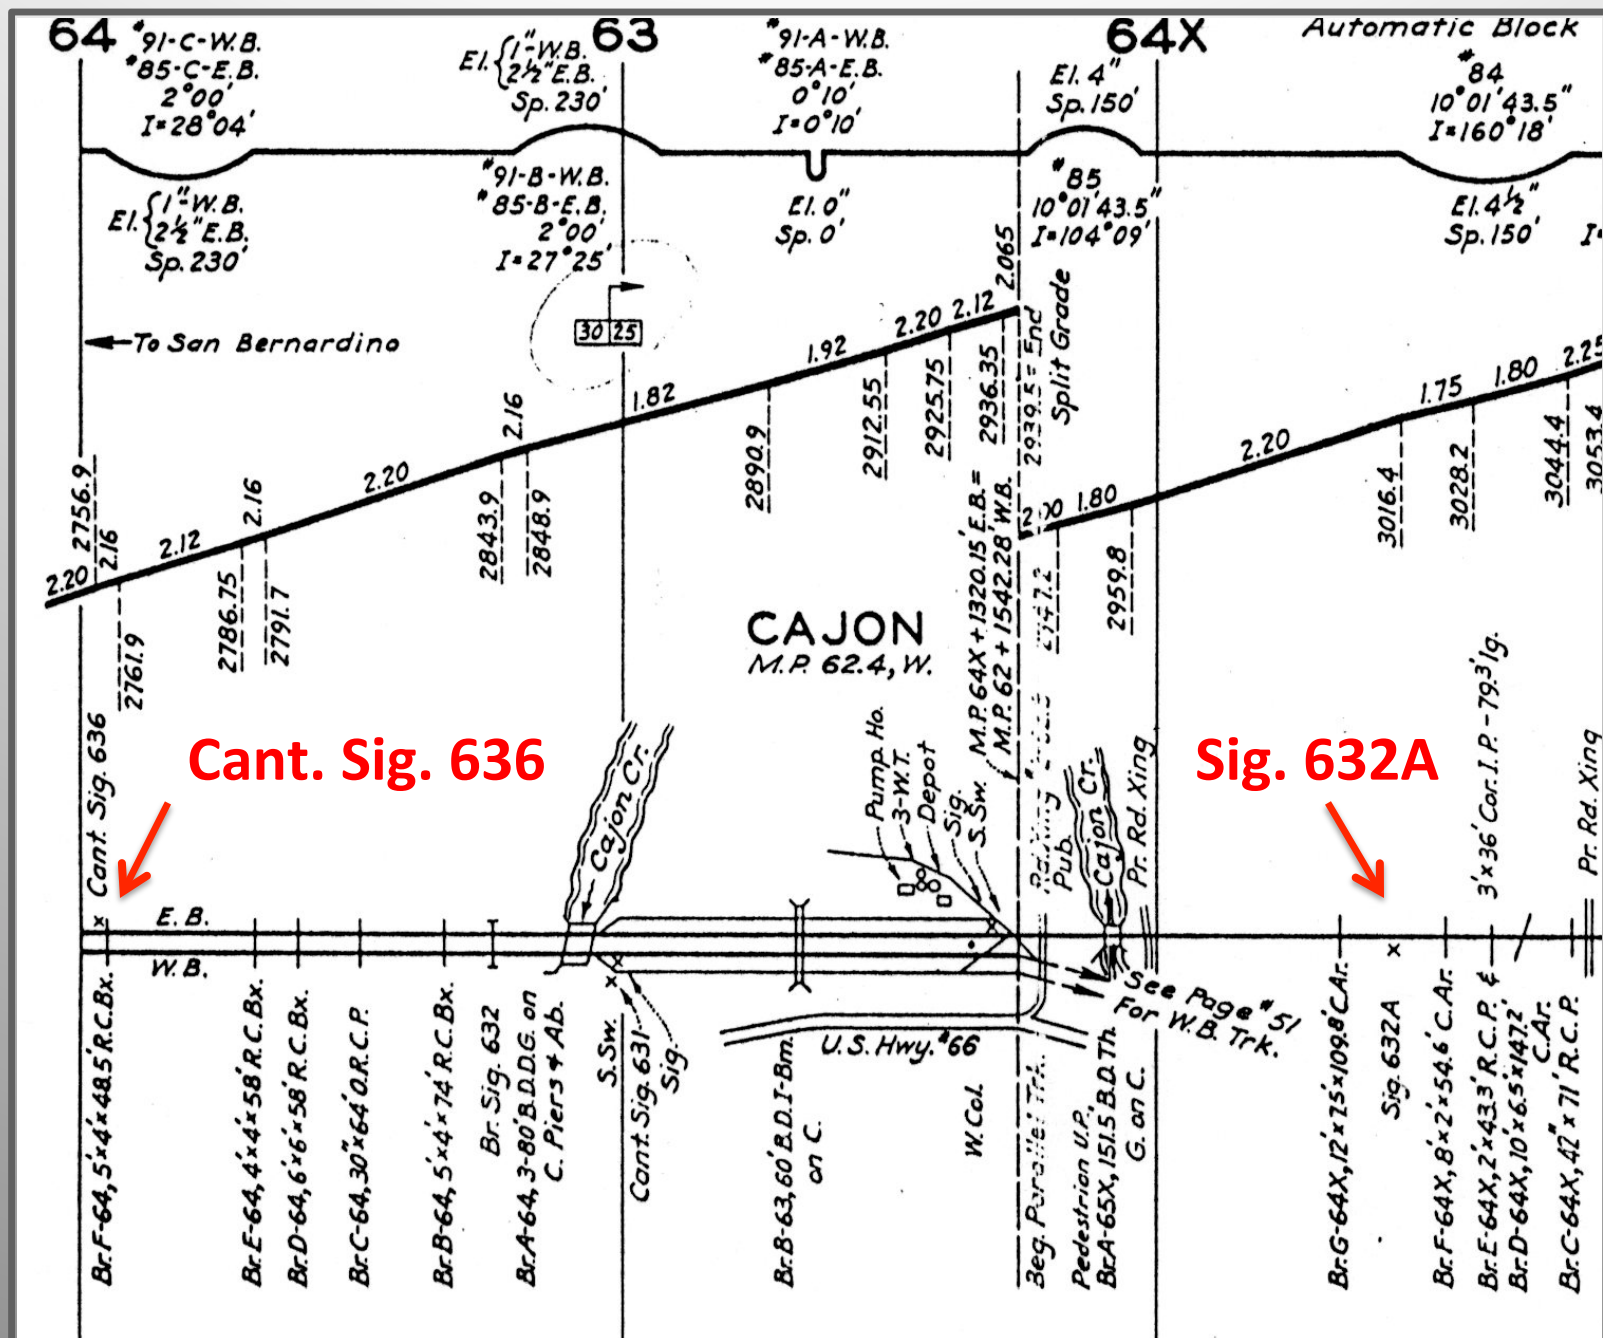 64
63
64X
Automatic Block
#91-C-W.B.
#85-C-E.B.
2°00'
I=28°04'
El. {1"-W.B.
2½" E.B.
Sp. 230'
#91-A-W.B.
#85-A-E.B.
0°10'
I=0°10'
El. 4"
Sp. 150'
#84
10°01'43.5"
I=160°18'
El. {1"-W.B.
2½" E.B.
Sp. 230'
#91-B-W.B.
#85-B-E.B.
2°00'
I=27°25'
El. 0"
Sp. 0'
#85
10°01'43.5"
I=104°09'
El. 4½"
Sp. 150'
I=
30 25
To San Bernardino
2.20
2.16
2.12
2.16
2.20
2.16
1.82
1.92
2.20
2.12
2.065
1.80
2.20
1.75
1.80
2.25
2756.9
2761.9
2786.75
2791.7
2843.9
2848.9
2890.9
2912.55
2925.75
2936.35
2939.5 = End
Split Grade
2959.8
3016.4
3028.2
3044.4
3053.4
M.P. 64X + 1320.15' E.B. =
M.P. 62 + 1542.28' W.B.
CAJON
M.P. 62.4, W.
Cant. Sig. 636
Cant. Sig. 636
Sig. 632A
Cajon Cr.
Pump Ho.
3-W.T.
Depot
Sig.
S. Sw.
Pub.
Cajon Cr.
Pr. Rd. Xing
3'x36' Cor. I.P. - 79.3' lg.
Pr. Rd. Xing
E.B.
W.B.
See Page #51
For W.B. Trk.
U.S. Hwy. #66
Br. F-64, 5'x4'x48.5' R.C. Bx.
Br. E-64, 4'x4'x58' R.C. Bx.
Br. D-64, 6'x6'x58' R.C. Bx.
Br. C-64, 30"x64' O.R.C.P.
Br. B-64, 5'x4'x74' R.C. Bx.
Br. Sig. 632
Br. A-64, 3-80' B.D.D.G. on
C. Piers & Ab.
S. Sw.
Cant. Sig. 631
Sig.
Br. B-63, 60' B.D. I-Bm.
on C.
W. Col.
Beg. Parallel Trk.
Pedestrian U.P.
Br. A-65X, 151.5 B.D. Th.
G. on C.
Br. G-64X, 12'x7.5'x109.8' C. Ar.
Sig. 632A
Br. F-64X, 8'x2'x54.6' C. Ar.
Br. E-64X, 2'x43.3' R.C.P. &
Br. D-64X, 10'x6.5'x147.2'
C. Ar.
Br. C-64X, 42"x71' R.C.P.